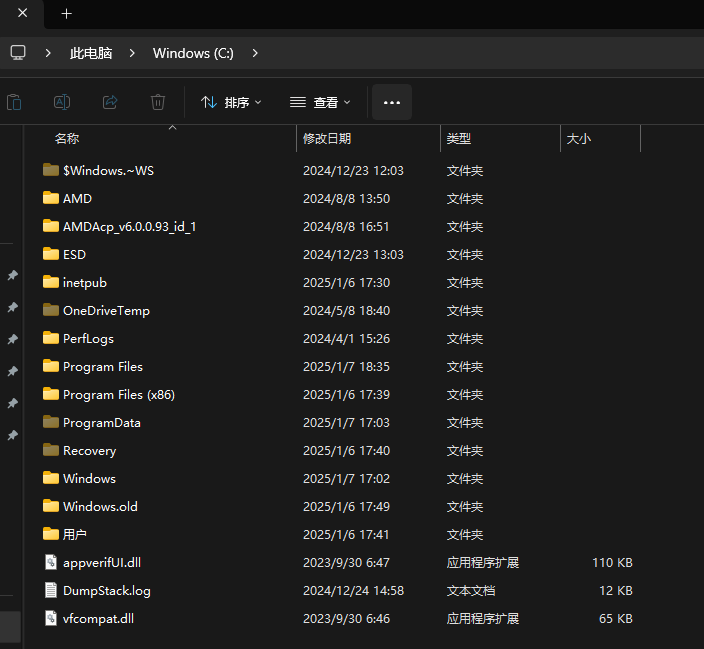 此电脑 Windows (C:)
排序 查看
名称 修改日期 类型 大小
$Windows.~WS 2024/12/23 12:03 文件夹
AMD 2024/8/8 13:50 文件夹
AMDAcp_v6.0.0.93_id_1 2024/8/8 16:51 文件夹
ESD 2024/12/23 13:03 文件夹
inetpub 2025/1/6 17:30 文件夹
OneDriveTemp 2024/5/8 18:40 文件夹
PerfLogs 2024/4/1 15:26 文件夹
Program Files 2025/1/7 18:35 文件夹
Program Files (x86) 2025/1/6 17:39 文件夹
ProgramData 2025/1/7 17:03 文件夹
Recovery 2025/1/6 17:40 文件夹
Windows 2025/1/7 17:02 文件夹
Windows.old 2025/1/6 17:49 文件夹
用户 2025/1/6 17:41 文件夹
appverifUI.dll 2023/9/30 6:47 应用程序扩展 110 KB
DumpStack.log 2024/12/24 14:58 文本文档 12 KB
vfcompat.dll 2023/9/30 6:46 应用程序扩展 65 KB